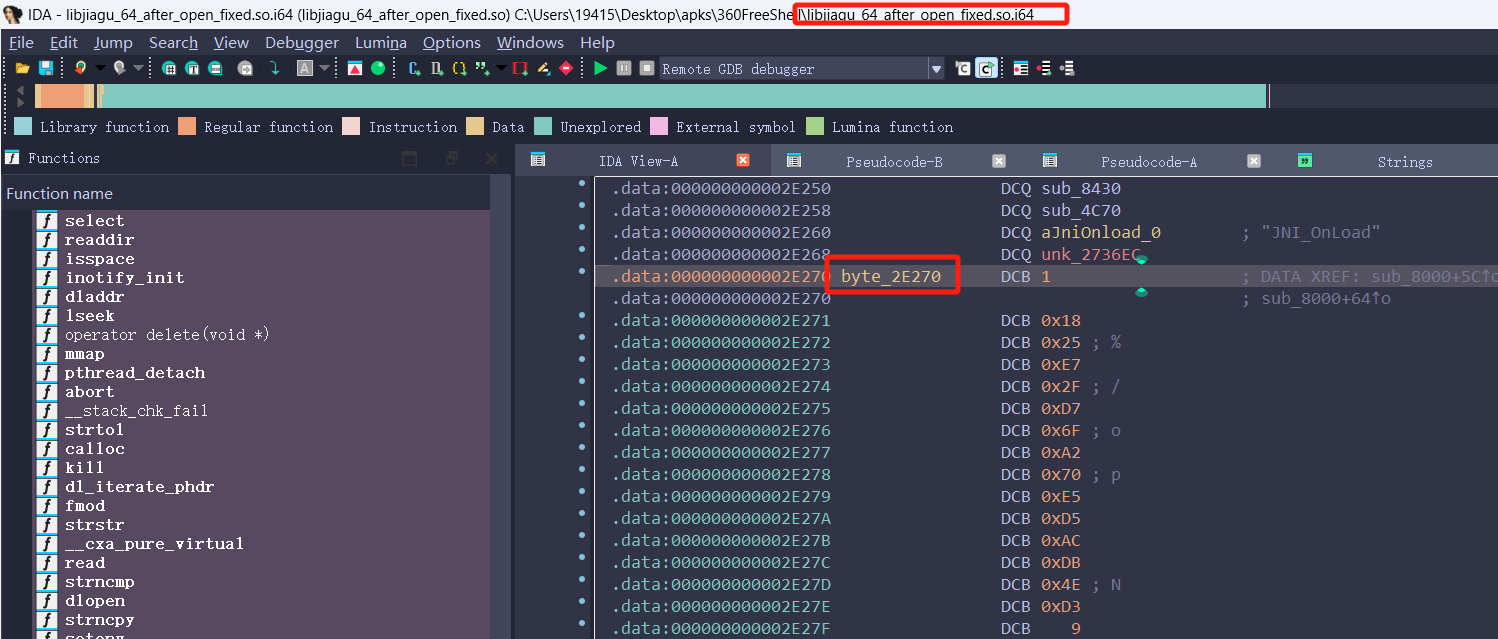 IDA - libjiagu_64_after_open_fixed.so.i64 (libjiagu_64_after_open_fixed.so) C:\Users\19415\Desktop\apks\360FreeShell\libjiagu_64_after_open_fixed.so.i64
File Edit Jump Search View Debugger Lumina Options Windows Help
Remote GDB debugger
Library function Regular function Instruction Data Unexplored External symbol Lumina function
Functions
IDA View-A Pseudocode-B Pseudocode-A Strings
Function name
select
readdir
isspace
inotify_init
dladdr
lseek
operator delete(void *)
mmap
pthread_detach
abort
__stack_chk_fail
strtol
calloc
kill
dl_iterate_phdr
fmod
strstr
__cxa_pure_virtual
read
strncmp
dlopen
strncpy
.data:000000000002E250 DCQ sub_8430
.data:000000000002E258 DCQ sub_4C70
.data:000000000002E260 DCQ aJniOnload_0 ; "JNI_OnLoad"
.data:000000000002E268 DCQ unk_2736EC
.data:000000000002E270 byte_2E270 DCB 1 ; DATA XREF: sub_8000+5C↑o
.data:000000000002E270 ; sub_8000+64↑o
.data:000000000002E271 DCB 0x18
.data:000000000002E272 DCB 0x25 ; %
.data:000000000002E273 DCB 0xE7
.data:000000000002E274 DCB 0x2F ; /
.data:000000000002E275 DCB 0xD7
.data:000000000002E276 DCB 0x6F ; o
.data:000000000002E277 DCB 0xA2
.data:000000000002E278 DCB 0x70 ; p
.data:000000000002E279 DCB 0xE5
.data:000000000002E27A DCB 0xD5
.data:000000000002E27B DCB 0xAC
.data:000000000002E27C DCB 0xDB
.data:000000000002E27D DCB 0x4E ; N
.data:000000000002E27E DCB 0xD3
.data:000000000002E27F DCB 9